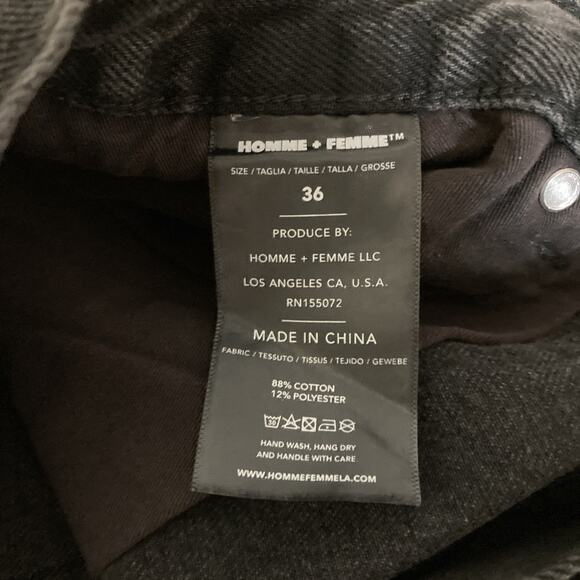 HOMME + FEMME™
SIZE / TAGLIA / TAILLE / TALLA / GROSSE
36
PRODUCE BY:
HOMME + FEMME LLC
LOS ANGELES CA, U.S.A.
RN155072
MADE IN CHINA
FABRIC / TESSUTO / TISSUS / TEJIDO / GEWEBE
88% COTTON
12% POLYESTER
30
HAND WASH, HANG DRY
AND HANDLE WITH CARE
WWW.HOMMEFEMMELA.COM